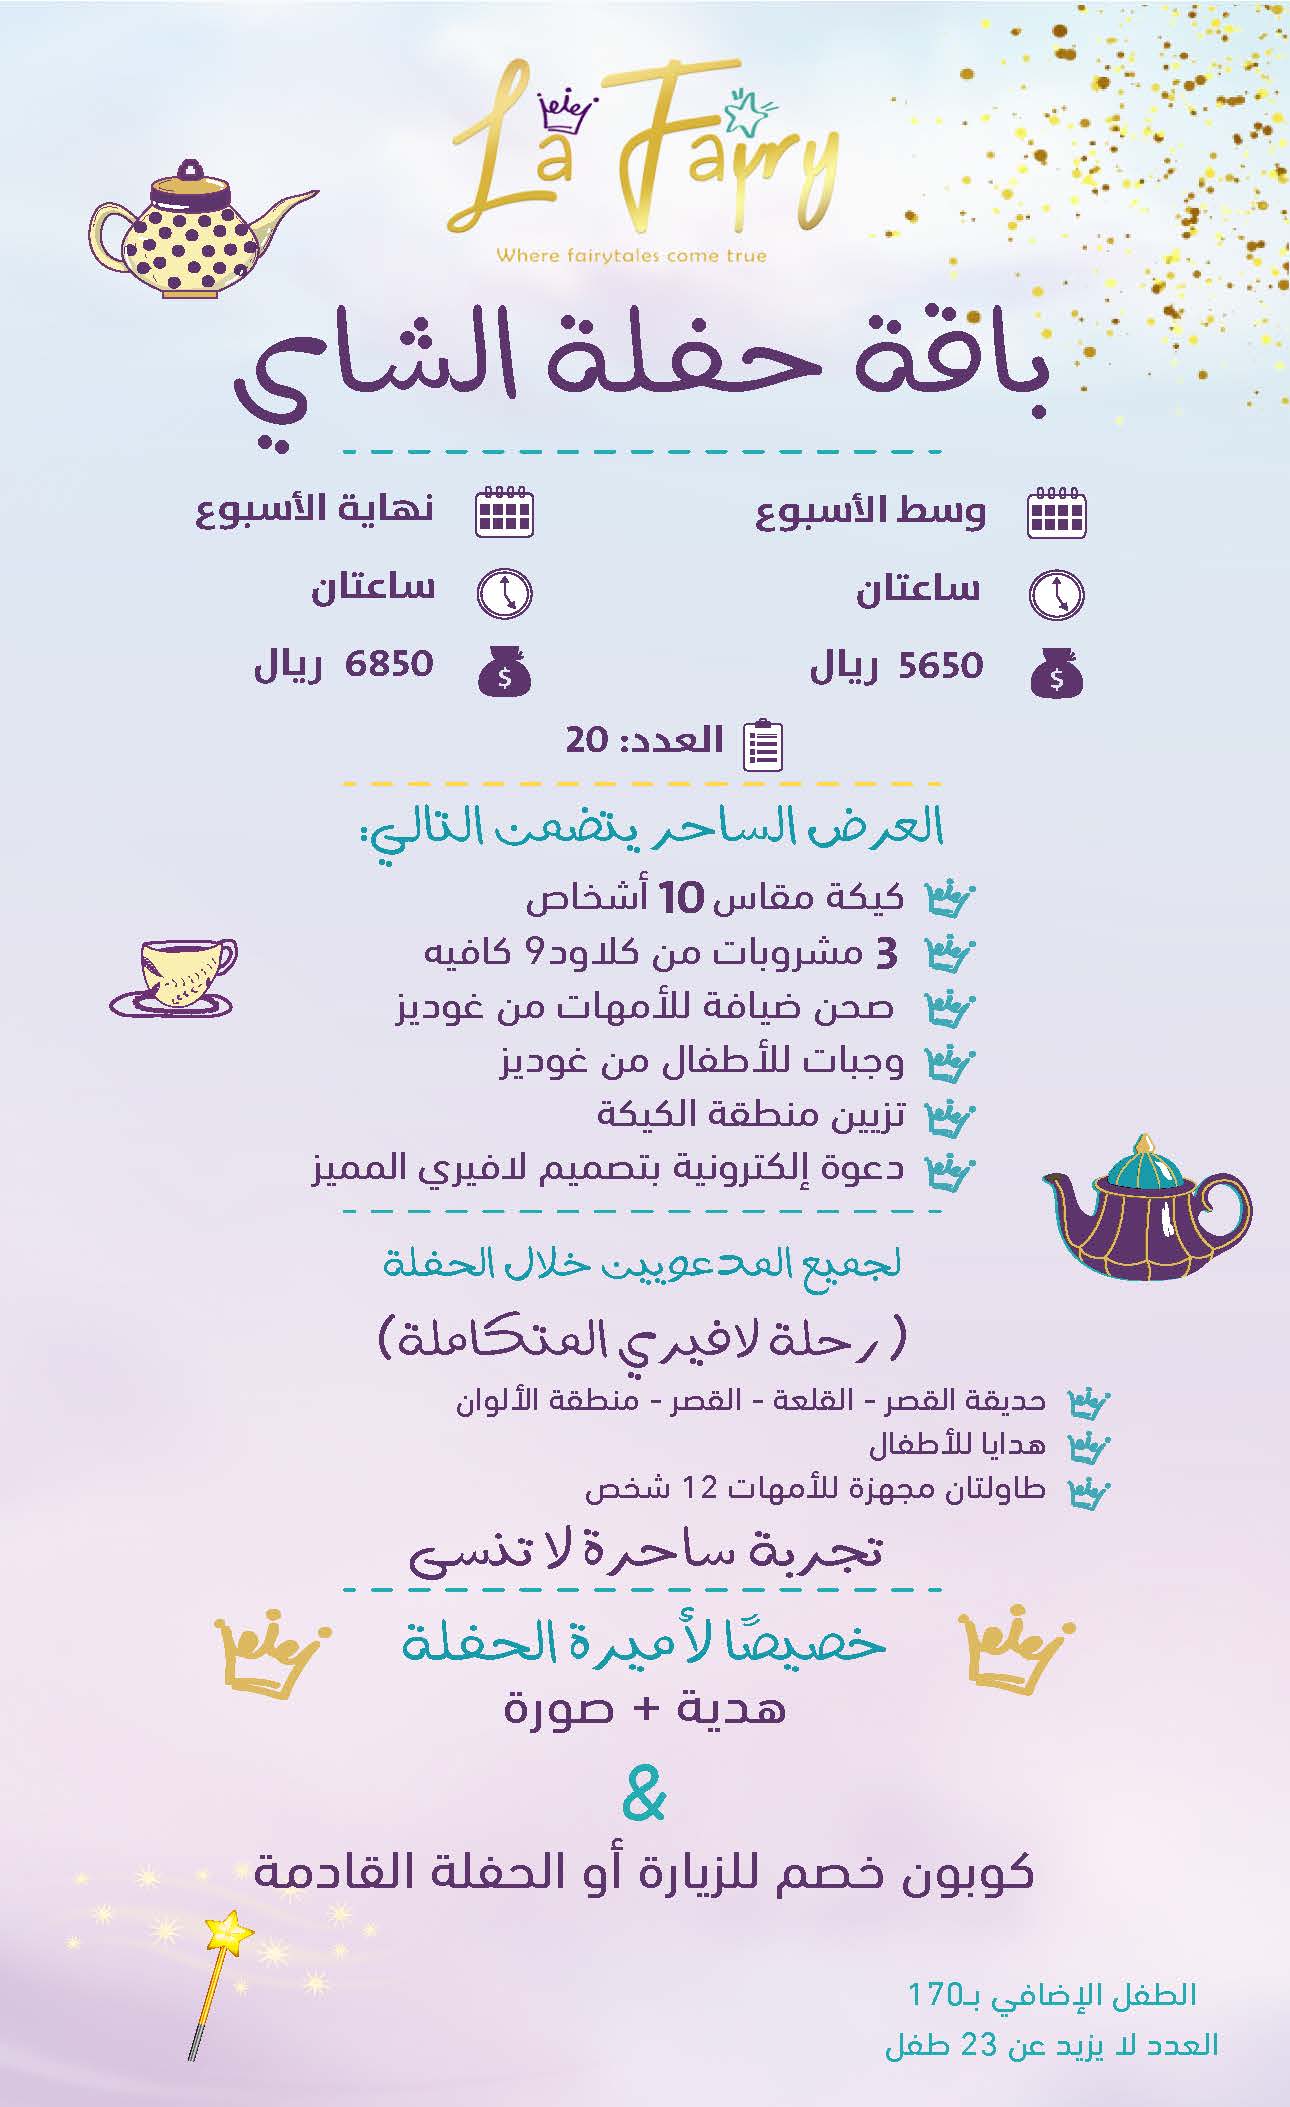 La Fairy
Where fairytales come true
باقة حفلة الشاي
وسط الأسبوع
ساعتان
5650 ريال
نهاية الأسبوع
ساعتان
6850 ريال
العدد: 20
العرض الساحر يتضمن التالي:
كيكة مقاس 10 أشخاص
3 مشروبات من كلاود9 كافيه
صحن ضيافة للأمهات من غوديز
وجبات للأطفال من غوديز
تزيين منطقة الكيكة
دعوة إلكترونية بتصميم لافيري المميز
لجميع المدعويين خلال الحفلة
( رحلة لافيري المتكاملة)
حديقة القصر - القلعة - القصر - منطقة الألوان
هدايا للأطفال
طاولتان مجهزة للأمهات 12 شخص
تجربة ساحرة لا تنسى
خصيصًا لأميرة الحفلة
هدية + صورة
&
كوبون خصم للزيارة أو الحفلة القادمة
الطفل الإضافي بـ170
العدد لا يزيد عن 23 طفل